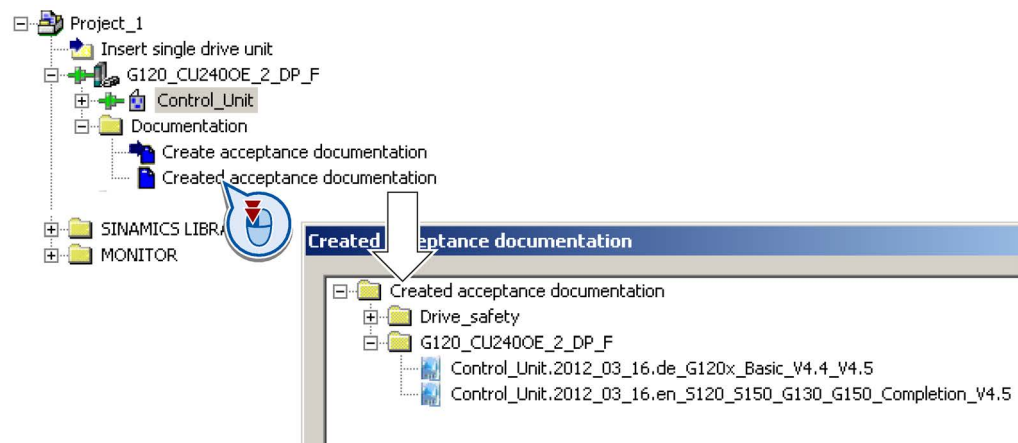 Project_1
Insert single drive unit
G120_CU240OE_2_DP_F
Control_Unit
Documentation
Create acceptance documentation
Created acceptance documentation
SINAMICS LIBRA
MONITOR
Created acceptance documentation
Created acceptance documentation
Drive_safety
G120_CU240OE_2_DP_F
Control_Unit.2012_03_16.de_G120x_Basic_V4.4_V4.5
Control_Unit.2012_03_16.en_S120_S150_G130_G150_Completion_V4.5